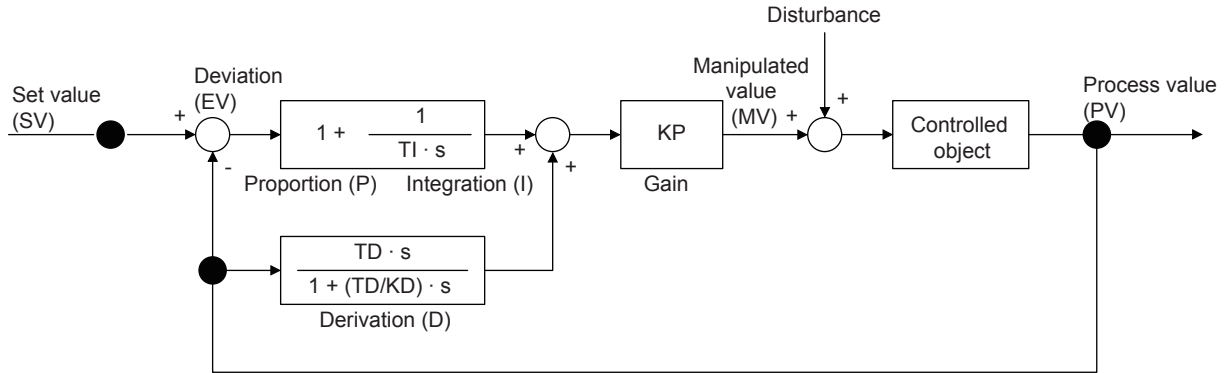 Disturbance
Set value
(SV)
+
Deviation
(EV)
-
1 +
1
TI · s
Proportion (P)
Integration (I)
+
+
KP
Gain
Manipulated
value
(MV)
+
+
Controlled
object
Process value
(PV)
TD · s
1 + (TD/KD) · s
Derivation (D)